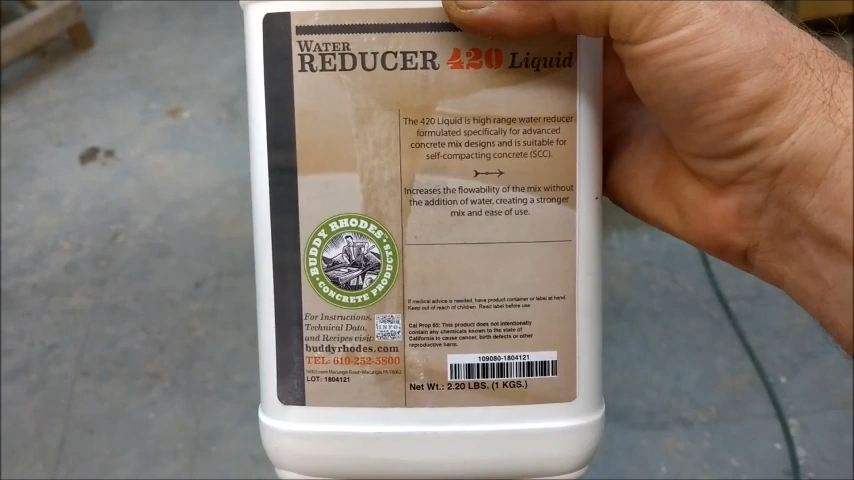 WATER
REDUCER 420 Liquid
The 420 Liquid is high range water reducer
formulated specifically for advanced
concrete mix designs and is suitable for
self-compacting concrete (SCC).
Increases the flowability of the mix without
the addition of water, creating a stronger
mix and ease of use.
BUDDY RHODES
CONCRETE PRODUCTS
For Instructions,
Technical Data,
and Recipes visit:
INFO
buddyrhodes.com
TEL: 610-252-5800
LOT: 1804121
If medical advice is needed, have product container or label at hand.
Keep out of reach of children. Read label before use.
Cal Prop 65: This product does not intentionally
contain any chemicals known to the state of
California to cause cancer, birth defects or other
reproductive harm.
109080-1804121
Net Wt.: 2.20 LBS. (1 KGS.)